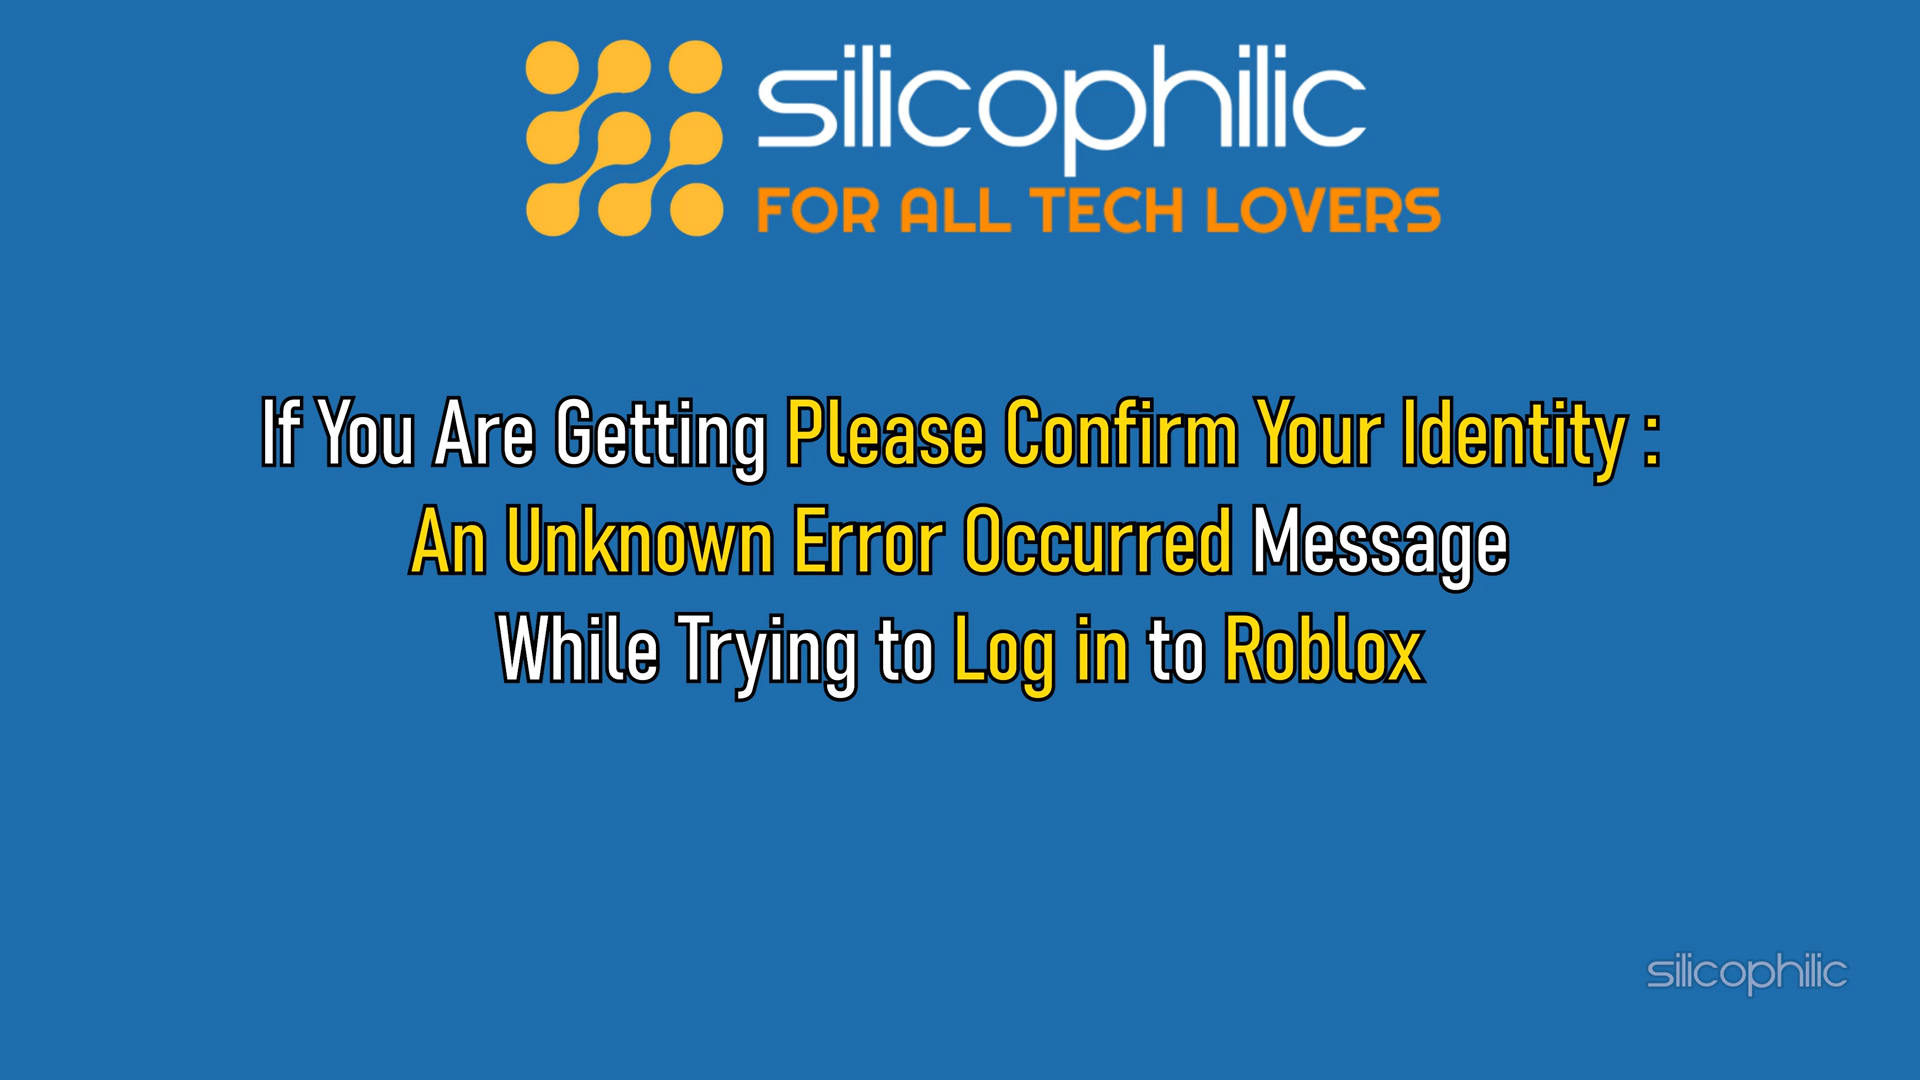 silicophilic
FOR ALL TECH LOVERS
If You Are Getting Please Confirm Your Identity :
An Unknown Error Occurred Message
While Trying to Log in to Roblox
silicophilic